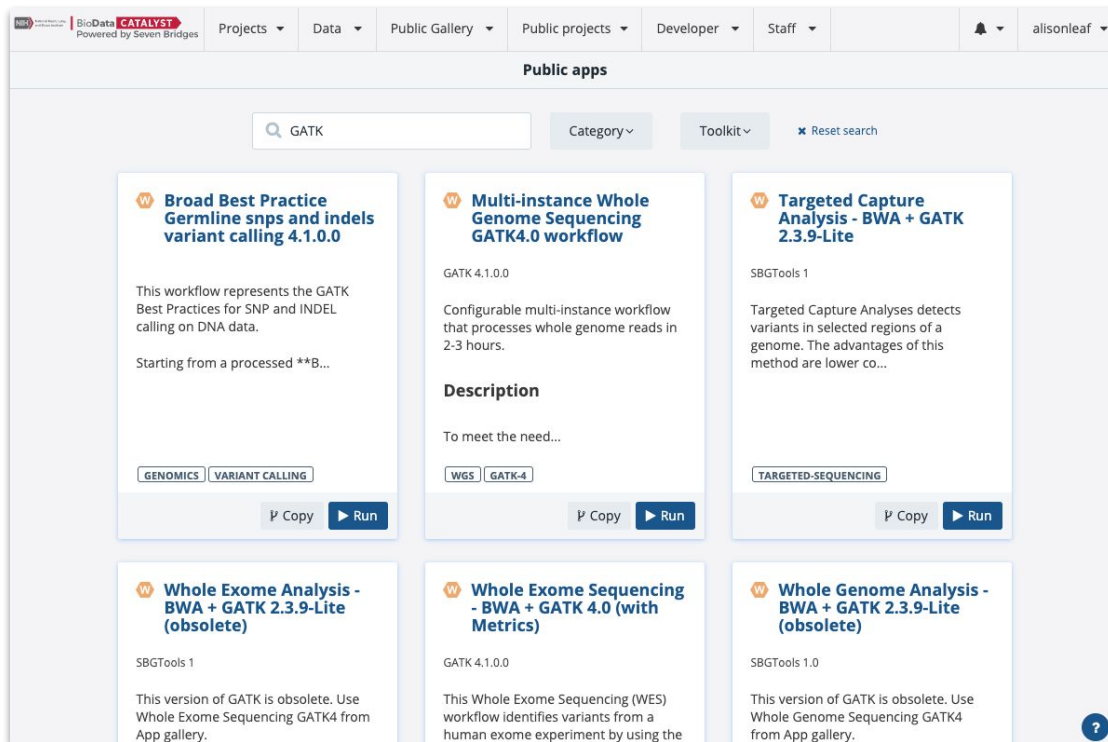 NIH
BioData CATALYST
Powered by Seven Bridges
Projects
Data
Public Gallery
Public projects
Developer
Staff
alisonleaf
Public apps
GATK
Category
Toolkit
Reset search
Broad Best Practice
Germline snps and indels
variant calling 4.1.0.0
This workflow represents the GATK
Best Practices for SNP and INDEL
calling on DNA data.
Starting from a processed **B...
GENOMICS VARIANT CALLING
Copy Run
Multi-instance Whole
Genome Sequencing
GATK4.0 workflow
GATK 4.1.0.0
Configurable multi-instance workflow
that processes whole genome reads in
2-3 hours.
Description
To meet the need...
WGS GATK-4
Copy Run
Targeted Capture
Analysis - BWA + GATK
2.3.9-Lite
SBGTools 1
Targeted Capture Analyses detects
variants in selected regions of a
genome. The advantages of this
method are lower co...
TARGETED-SEQUENCING
Copy Run
W Whole Exome Analysis -
BWA + GATK 2.3.9-Lite
(obsolete)
SBGTools 1
This version of GATK is obsolete. Use
Whole Exome Sequencing GATK4 from
App gallery.
Whole Exome Sequencing
- BWA + GATK 4.0 (with
Metrics)
GATK 4.1.0.0
This Whole Exome Sequencing (WES)
workflow identifies variants from a
human exome experiment by using the
Whole Genome Analysis -
BWA + GATK 2.3.9-Lite
(obsolete)
SBGTools 1.0
This version of GATK is obsolete. Use
Whole Genome Sequencing GATK4
from App gallery.
?